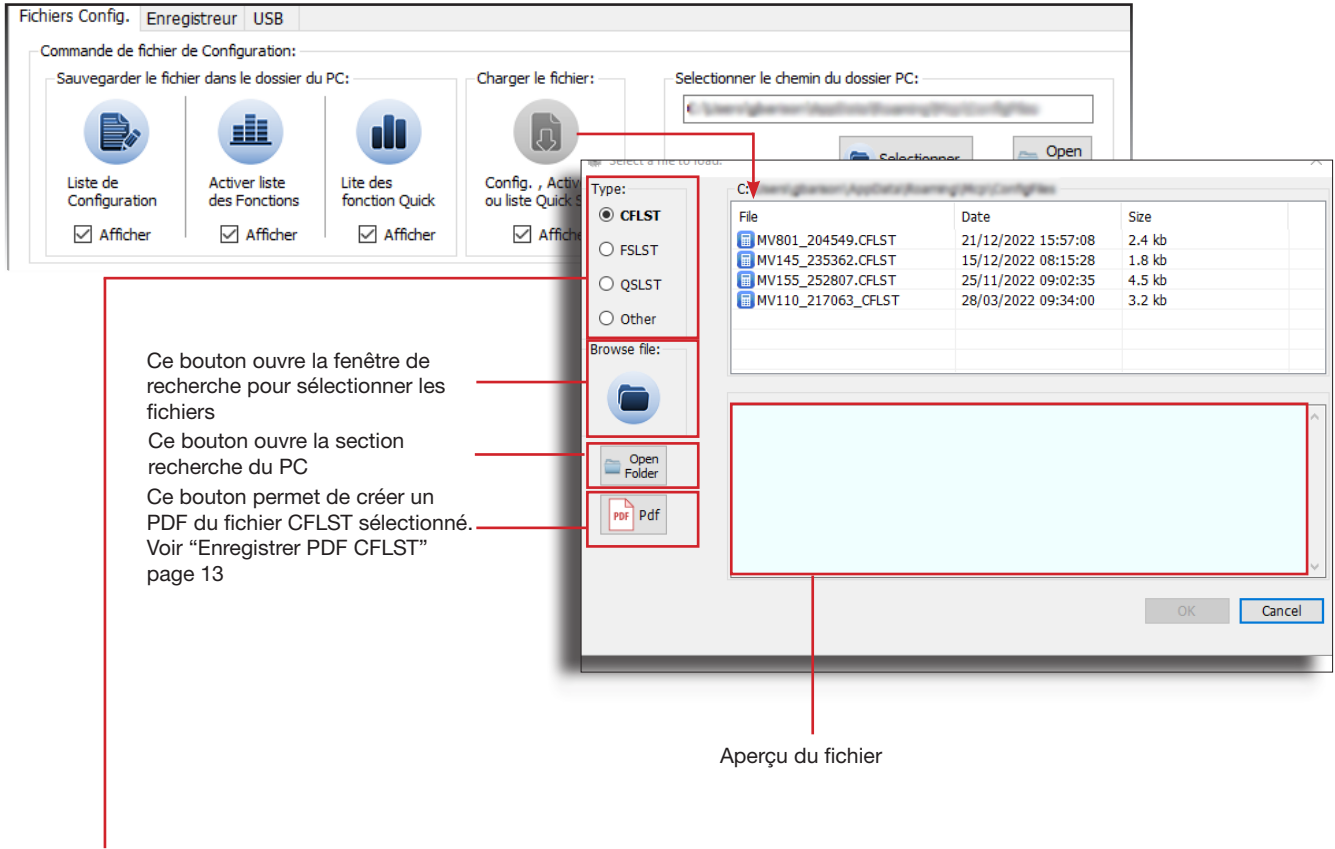 Fichiers Config. Enregistreur USB
Commande de fichier de Configuration:
Sauvegarder le fichier dans le dossier du PC:
Charger le fichier:
Selectionner le chemin du dossier PC:
Liste de
Configuration
Afficher
Activer liste
des Fonctions
Afficher
Lite des
fonction Quick
Afficher
Config. , Activ
ou liste Quick S
Affiche
Selectionner
Open
Select a file to load:
Type:
CFLST
FSLST
QSLST
Other
Browse file:
Open
Folder
PDF Pdf
C:
File Date Size
MV801_204549.CFLST 21/12/2022 15:57:08 2.4 kb
MV145_235362.CFLST 15/12/2022 08:15:28 1.8 kb
MV155_252807.CFLST 25/11/2022 09:02:35 4.5 kb
MV110_217063_CFLST 28/03/2022 09:34:00 3.2 kb
OK Cancel
Ce bouton ouvre la fenêtre de
recherche pour sélectionner les
fichiers
Ce bouton ouvre la section
recherche du PC
Ce bouton permet de créer un
PDF du fichier CFLST sélectionné.
Voir “Enregistrer PDF CFLST”
page 13
Aperçu du fichier